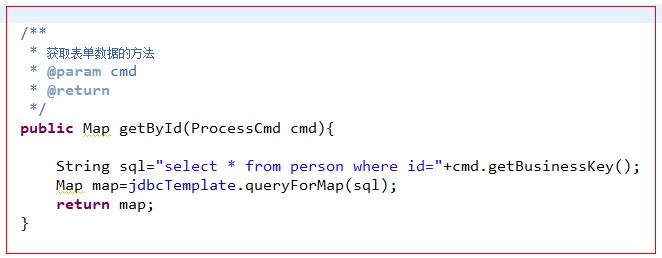 /**
 * 获取表单数据的方法
 * @param cmd
 * @return
 */
public Map getById(ProcessCmd cmd){
String sql="select * from person where id="+cmd.getBusinessKey();
Map map=jdbcTemplate.queryForMap(sql);
return map;
}